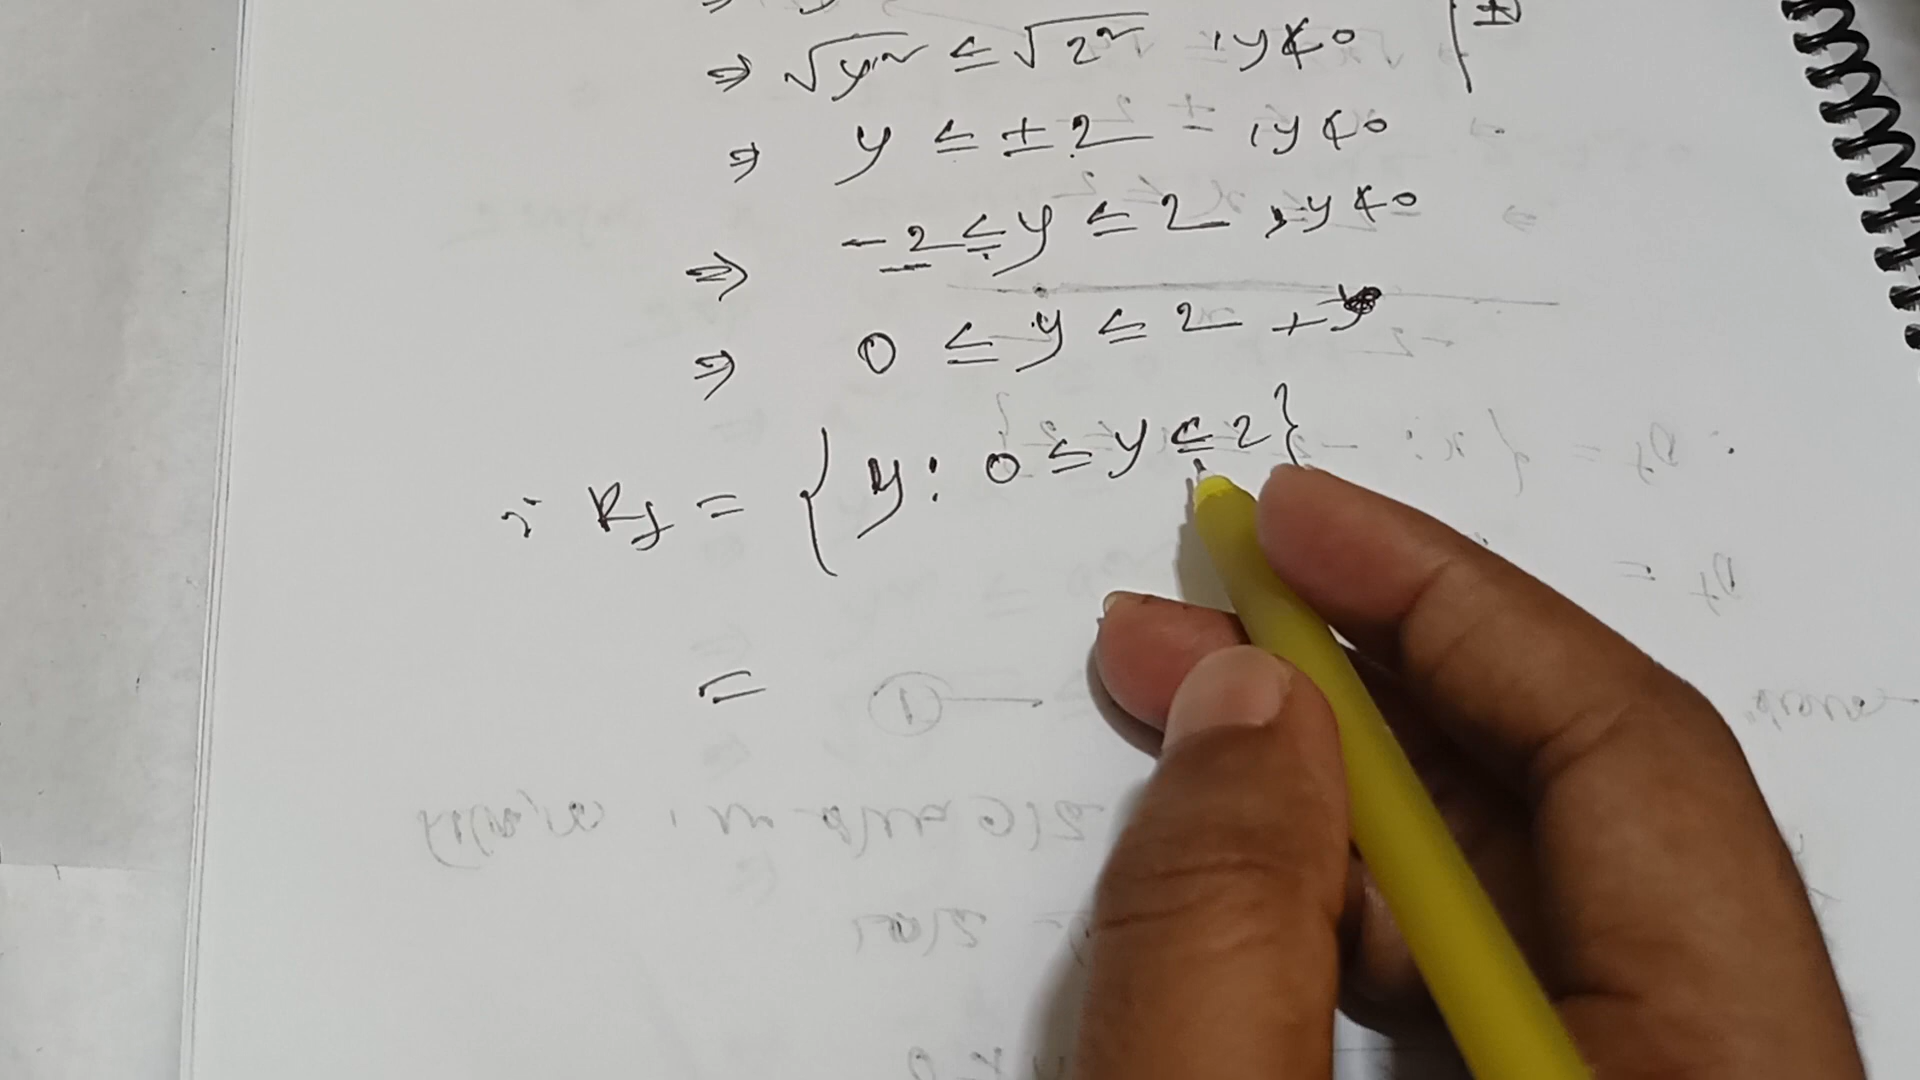 ⇒ √y² ≤ √2² , y ≮ 0
⇒ y ≤ ± 2 , y ≮ 0
⇒ -2 ≤ y ≤ 2 , y ≮ 0
⇒ 0 ≤ y ≤ 2
∴ Rf = { y : 0 ≤ y ≤ 2 }
=